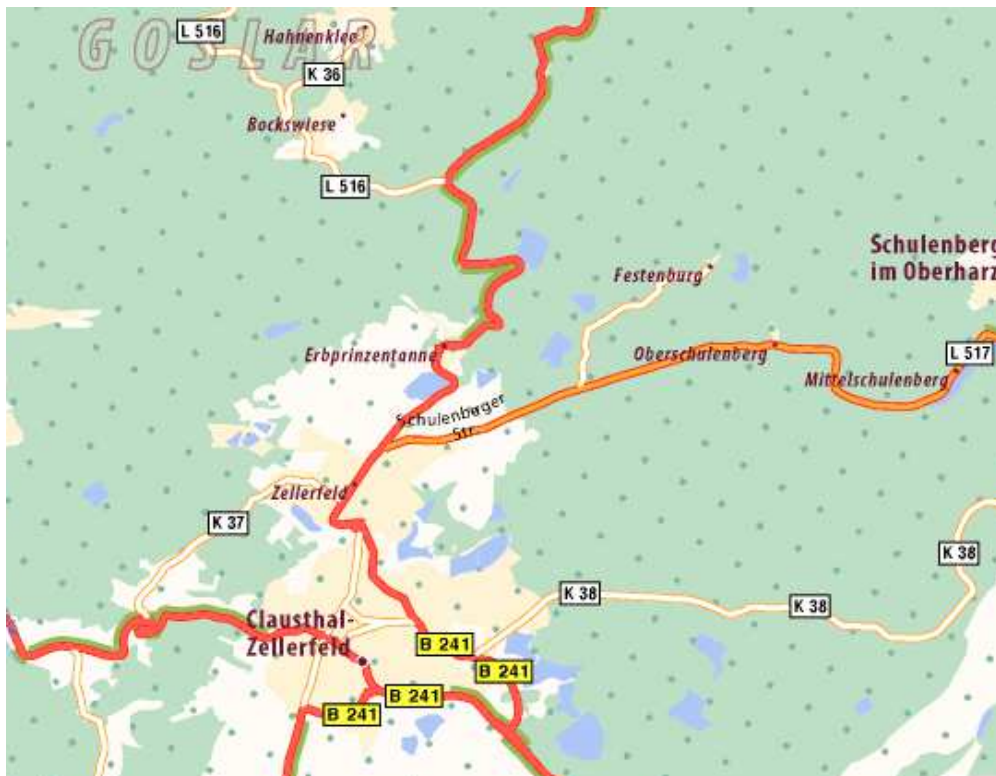 GOSLAR
L 516
Hahnenklee
K 36
Bockswiese
L 516
Schulenberg
im Oberharz
Festenburg
Erbprinzentanne
Oberschulenberg
L 517
Mittelschulenberg
Schulenberger
Str
Zellerfeld
K 37
K 38
K 38
K 38
Clausthal-
Zellerfeld
B 241
B 241
B 241
B 241